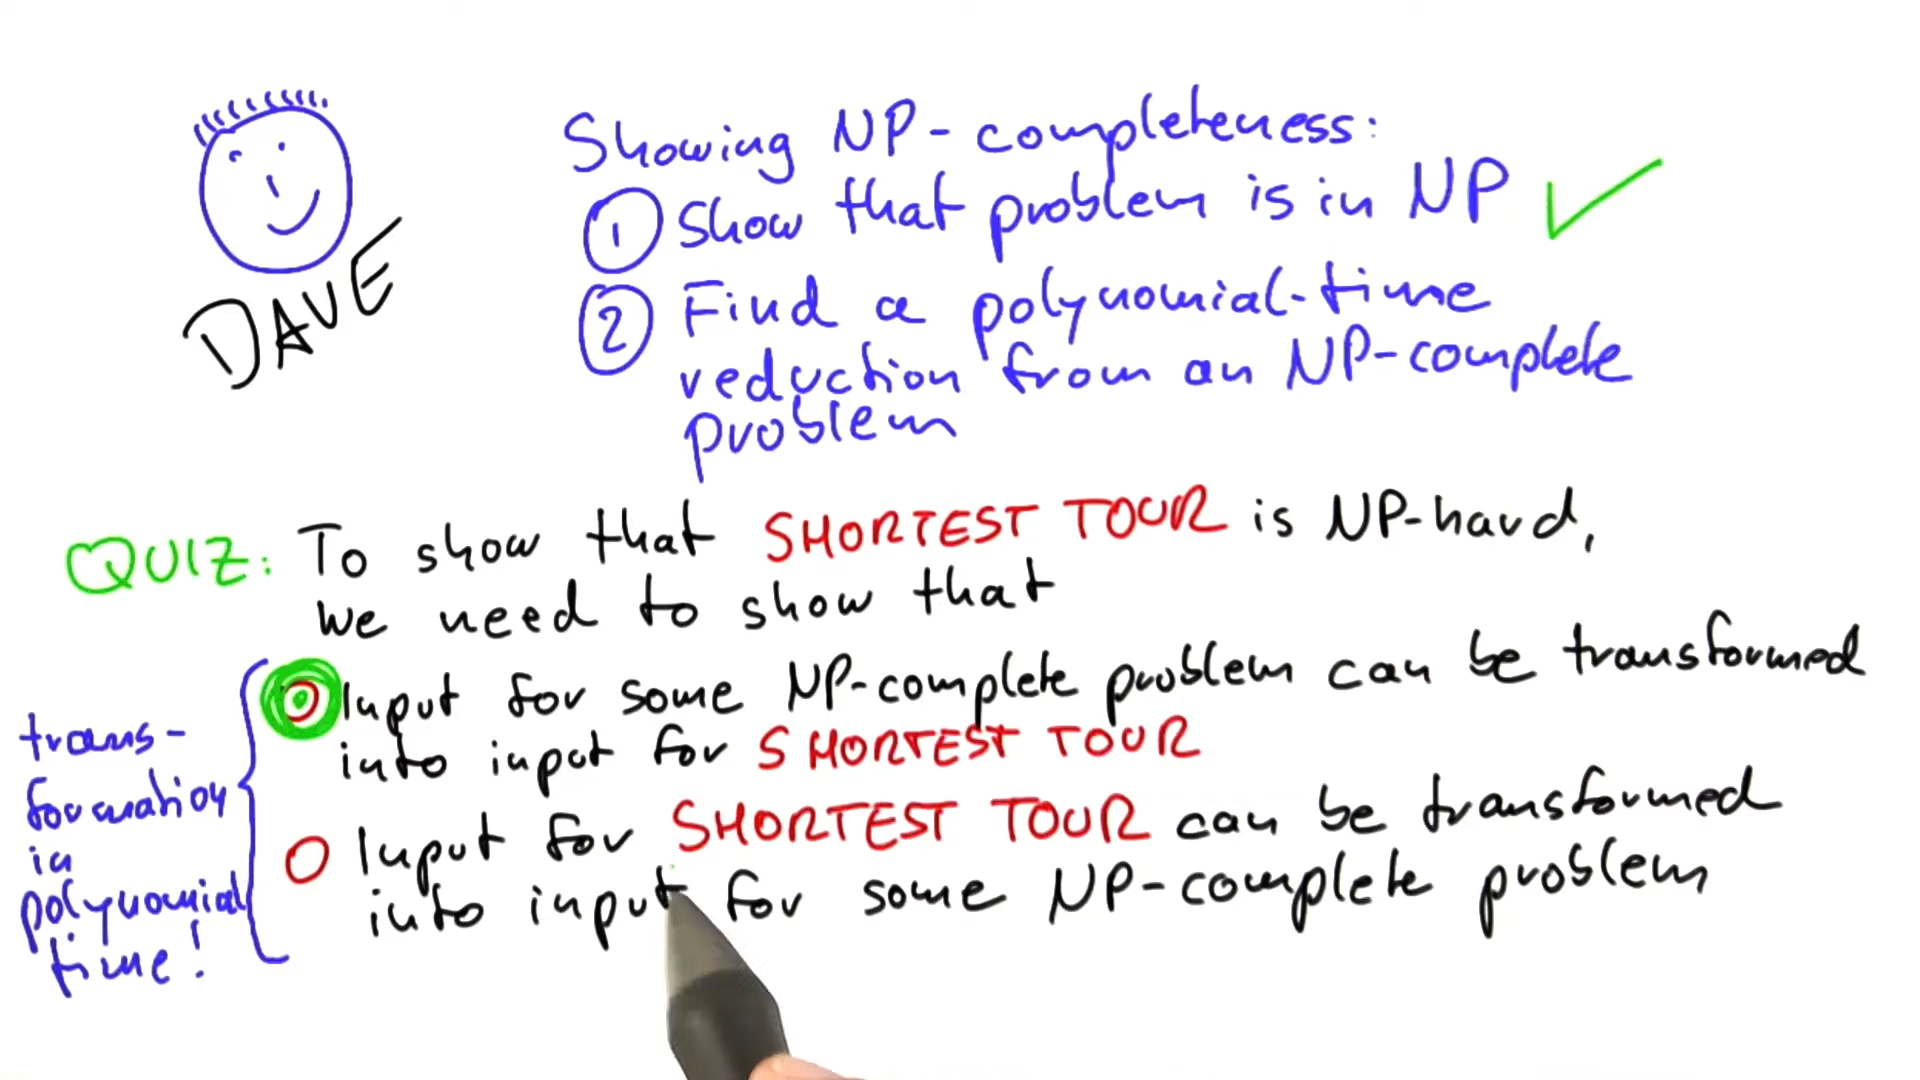 DAVE
Showing NP-completeness:
1 Show that problem is in NP
2 Find a polynomial-time
reduction from an NP-complete
problem
QUIZ: To show that SHORTEST TOUR is NP-hard,
we need to show that
Input for some NP-complete problem can be transformed
into input for SHORTEST TOUR
Input for SHORTEST TOUR can be transformed
into input for some NP-complete problem
trans-
formation
in
polynomial
time!